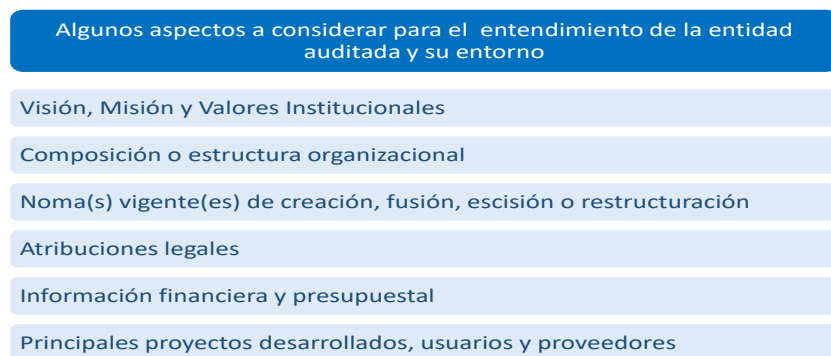 Algunos aspectos a considerar para el entendimiento de la entidad
auditada y su entorno
Visión, Misión y Valores Institucionales
Composición o estructura organizacional
Noma(s) vigente(es) de creación, fusión, escisión o restructuración
Atribuciones legales
Información financiera y presupuestal
Principales proyectos desarrollados, usuarios y proveedores